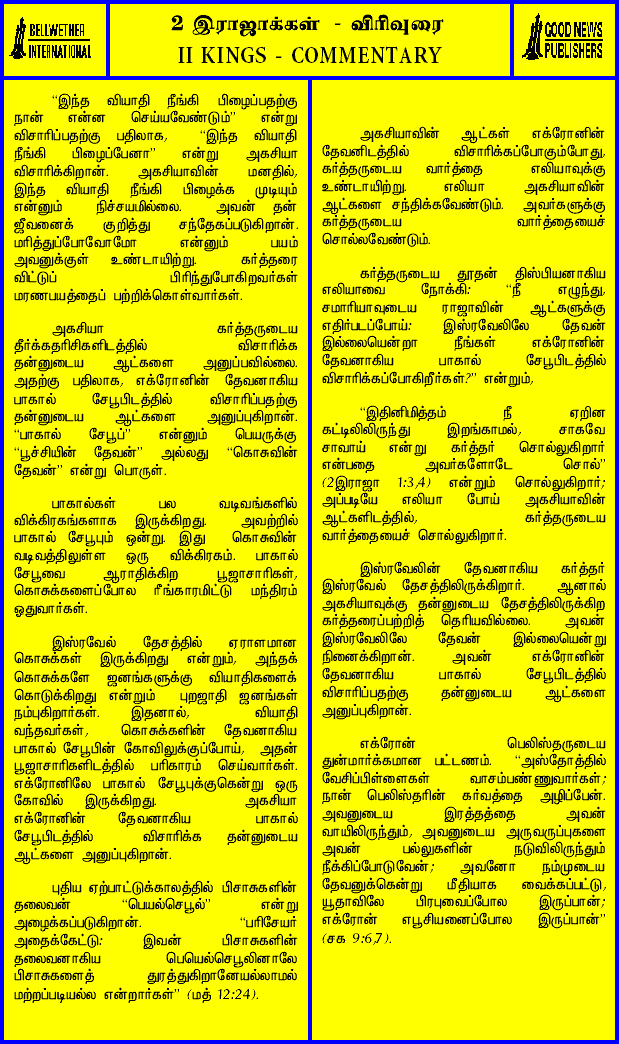 BELLWETHER
INTERNATIONAL
2 இராஜாக்கள் - விரிவுரை
II KINGS - COMMENTARY
GOOD NEWS
PUBLISHERS
“இந்த வியாதி நீங்கி பிழைப்பதற்கு
நான் என்ன செய்யவேண்டும்” என்று
விசாரிப்பதற்கு பதிலாக, “இந்த வியாதி
நீங்கி பிழைப்பேனா” என்று அகசியா
விசாரிக்கிறான். அகசியாவின் மனதில்,
இந்த வியாதி நீங்கி பிழைக்க முடியும்
என்னும் நிச்சயமில்லை. அவன் தன்
ஜீவனைக் குறித்து சந்தேகப்படுகிறான்.
மரித்துப்போவோமோ என்னும் பயம்
அவனுக்குள் உண்டாயிற்று. கர்த்தரை
விட்டுப் பிரிந்துபோகிறவர்கள்
மரணபயத்தைப் பற்றிக்கொள்வார்கள்.
அகசியா கர்த்தருடைய
தீர்க்கதரிசிகளிடத்தில் விசாரிக்க
தன்னுடைய ஆட்களை அனுப்பவில்லை.
அதற்கு பதிலாக, எக்ரோனின் தேவனாகிய
பாகால் சேபூபிடத்தில் விசாரிப்பதற்கு
தன்னுடைய ஆட்களை அனுப்புகிறான்.
“பாகால் சேபூப்” என்னும் பெயருக்கு
“பூச்சியின் தேவன்” அல்லது “கொசுவின்
தேவன்” என்று பொருள்.
பாகால்கள் பல வடிவங்களில்
விக்கிரகங்களாக இருக்கிறது. அவற்றில்
பாகால் சேபூபும் ஒன்று. இது கொசுவின்
வடிவத்திலுள்ள ஒரு விக்கிரகம். பாகால்
சேபூவை ஆராதிக்கிற பூஜாசாரிகள்,
கொசுக்களைப்போல ரீங்காரமிட்டு மந்திரம்
ஓதுவார்கள்.
இஸ்ரவேல் தேசத்தில் ஏராளமான
கொசுக்கள் இருக்கிறது என்றும், அந்தக்
கொசுக்களே ஜனங்களுக்கு வியாதிகளைக்
கொடுக்கிறது என்றும் புறஜாதி ஜனங்கள்
நம்புகிறார்கள். இதனால், வியாதி
வந்தவர்கள், கொசுக்களின் தேவனாகிய
பாகால் சேபூபின் கோவிலுக்குப்போய், அதன்
பூஜாசாரிகளிடத்தில் பரிகாரம் செய்வார்கள்.
எக்ரோனிலே பாகால் சேபூபுக்குகென்று ஒரு
கோவில் இருக்கிறது. அகசியா
எக்ரோனின் தேவனாகிய பாகால்
சேபூபிடத்தில் விசாரிக்க தன்னுடைய
ஆட்களை அனுப்புகிறான்.
புதிய ஏற்பாட்டுக்காலத்தில் பிசாசுகளின்
தலைவன் “பெயல்செபூல்” என்று
அழைக்கப்படுகிறான். “பரிசேயர்
அதைக்கேட்டு: இவன் பிசாசுகளின்
தலைவனாகிய பெயெல்செபூலினாலே
பிசாசுகளைத் துரத்துகிறானேயல்லாமல்
மற்றப்படியல்ல என்றார்கள்” (மத் 12:24).
அகசியாவின் ஆட்கள் எக்ரோனின்
தேவனிடத்தில் விசாரிக்கப்போகும்போது,
கர்த்தருடைய வார்த்தை எலியாவுக்கு
உண்டாயிற்று. எலியா அகசியாவின்
ஆட்களை சந்திக்கவேண்டும். அவர்களுக்கு
கர்த்தருடைய வார்த்தையைச்
சொல்லவேண்டும்.
கர்த்தருடைய தூதன் திஸ்பியனாகிய
எலியாவை நோக்கி: “நீ எழுந்து,
சமாரியாவுடைய ராஜாவின் ஆட்களுக்கு
எதிர்படப்போய்: இஸ்ரவேலிலே தேவன்
இல்லையென்றா நீங்கள் எக்ரோனின்
தேவனாகிய பாகால் சேபூபிடத்தில்
விசாரிக்கப்போகிறீர்கள்?” என்றும்,
“இதினிமித்தம் நீ ஏறின
கட்டிலிலிருந்து இறங்காமல், சாகவே
சாவாய் என்று கர்த்தர் சொல்லுகிறார்
என்பதை அவர்களோடே சொல்”
(2இராஜா 1:3,4) என்றும் சொல்லுகிறார்;
அப்படியே எலியா போய் அகசியாவின்
ஆட்களிடத்தில், கர்த்தருடைய
வார்த்தையைச் சொல்லுகிறார்.
இஸ்ரவேலின் தேவனாகிய கர்த்தர்
இஸ்ரவேல் தேசத்திலிருக்கிறார். ஆனால்
அகசியாவுக்கு தன்னுடைய தேசத்திலிருக்கிற
கர்த்தரைப்பற்றித் தெரியவில்லை. அவன்
இஸ்ரவேலிலே தேவன் இல்லையென்று
நினைக்கிறான். அவன் எக்ரோனின்
தேவனாகிய பாகால் சேபூபிடத்தில்
விசாரிப்பதற்கு தன்னுடைய ஆட்களை
அனுப்புகிறான்.
எக்ரோன் பெலிஸ்தருடைய
துன்மார்க்கமான பட்டணம். “அஸ்தோத்தில்
வேசிப்பிள்ளைகள் வாசம்பண்ணுவார்கள்;
நான் பெலிஸ்தரின் கர்வத்தை அழிப்பேன்.
அவனுடைய இரத்தத்தை அவன்
வாயிலிருந்தும், அவனுடைய அருவருப்புகளை
அவன் பல்லுகளின் நடுவிலிருந்தும்
நீக்கிப்போடுவேன்; அவனோ நம்முடைய
தேவனுக்கென்று மீதியாக வைக்கப்பட்டு,
யூதாவிலே பிரபுவைப்போல இருப்பான்;
எக்ரோன் எபூசியனைப்போல இருப்பான்”
(சக 9:6,7).